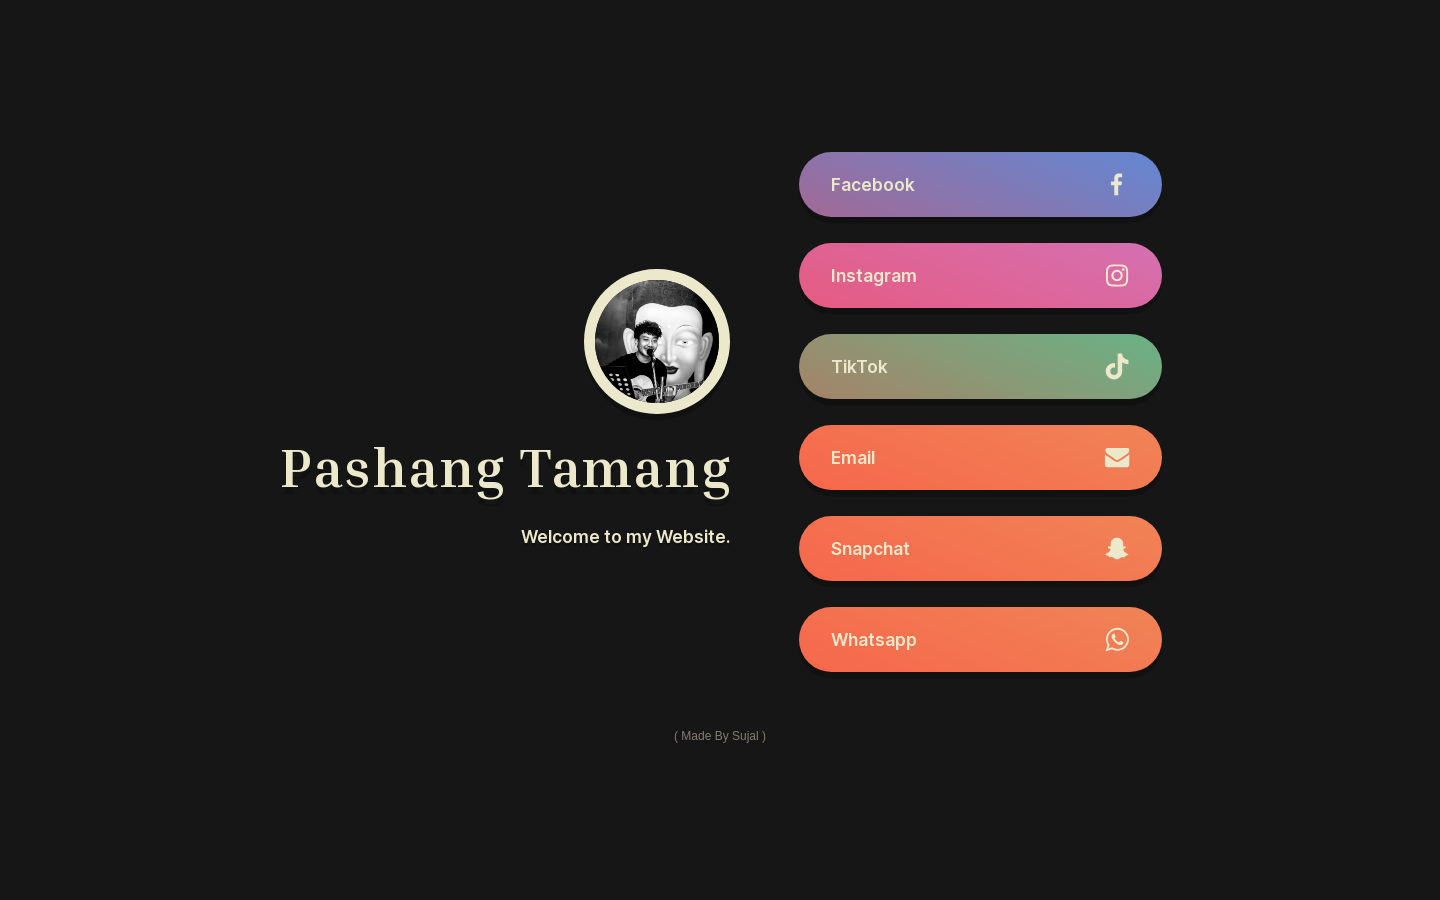 Pashang Tamang
Welcome to my Website.
Facebook
Instagram
TikTok
Email
Snapchat
Whatsapp
( Made By Sujal )